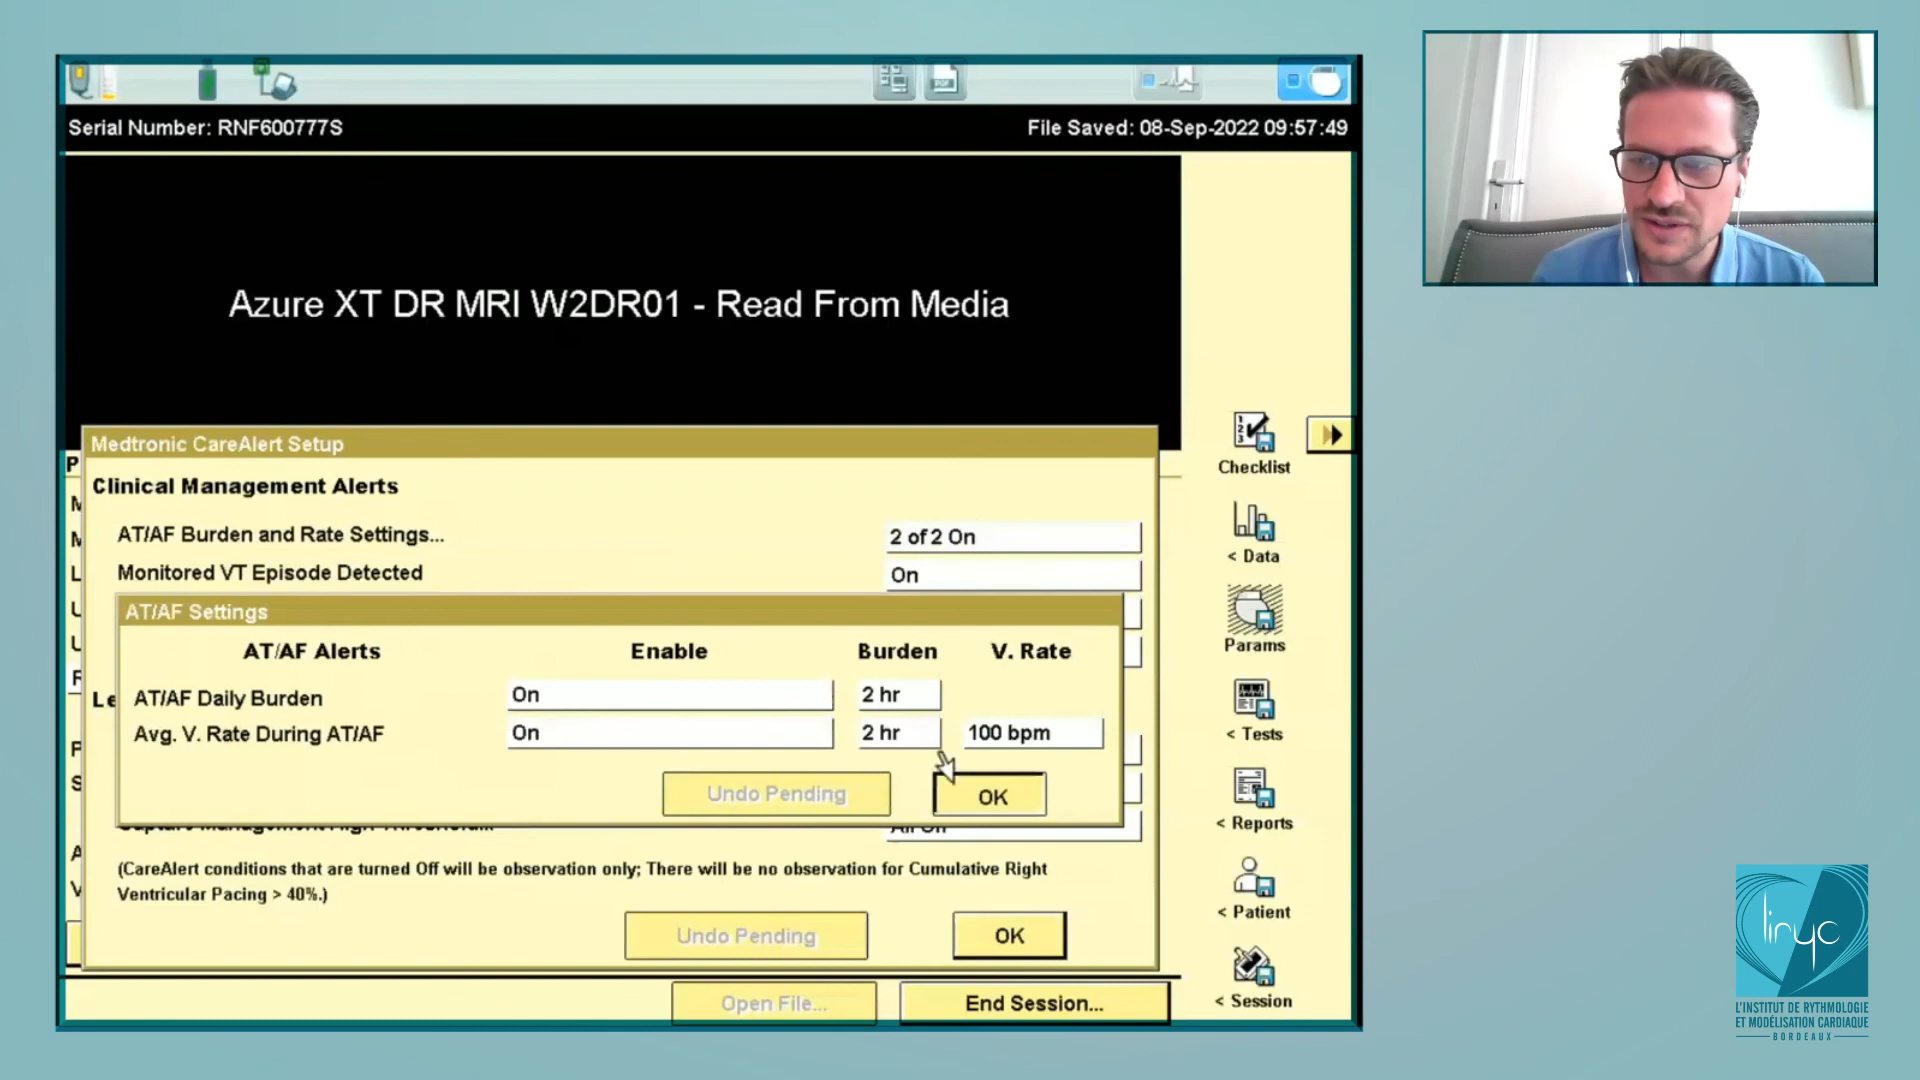 Serial Number: RNF600777S
File Saved: 08-Sep-2022 09:57:49
Azure XT DR MRI W2DR01 - Read From Media
Medtronic CareAlert Setup
Clinical Management Alerts
AT/AF Burden and Rate Settings... 2 of 2 On
Monitored VT Episode Detected On
AT/AF Settings
AT/AF Alerts Enable Burden V. Rate
AT/AF Daily Burden On 2 hr
Avg. V. Rate During AT/AF On 2 hr 100 bpm
Undo Pending OK
(CareAlert conditions that are turned Off will be observation only; There will be no observation for Cumulative Right
Ventricular Pacing > 40%.)
Undo Pending OK
Open File... End Session...
Checklist
< Data
Params
< Tests
< Reports
< Patient
< Session
liryc
L'INSTITUT DE RYTHMOLOGIE
ET MODÉLISATION CARDIAQUE
BORDEAUX